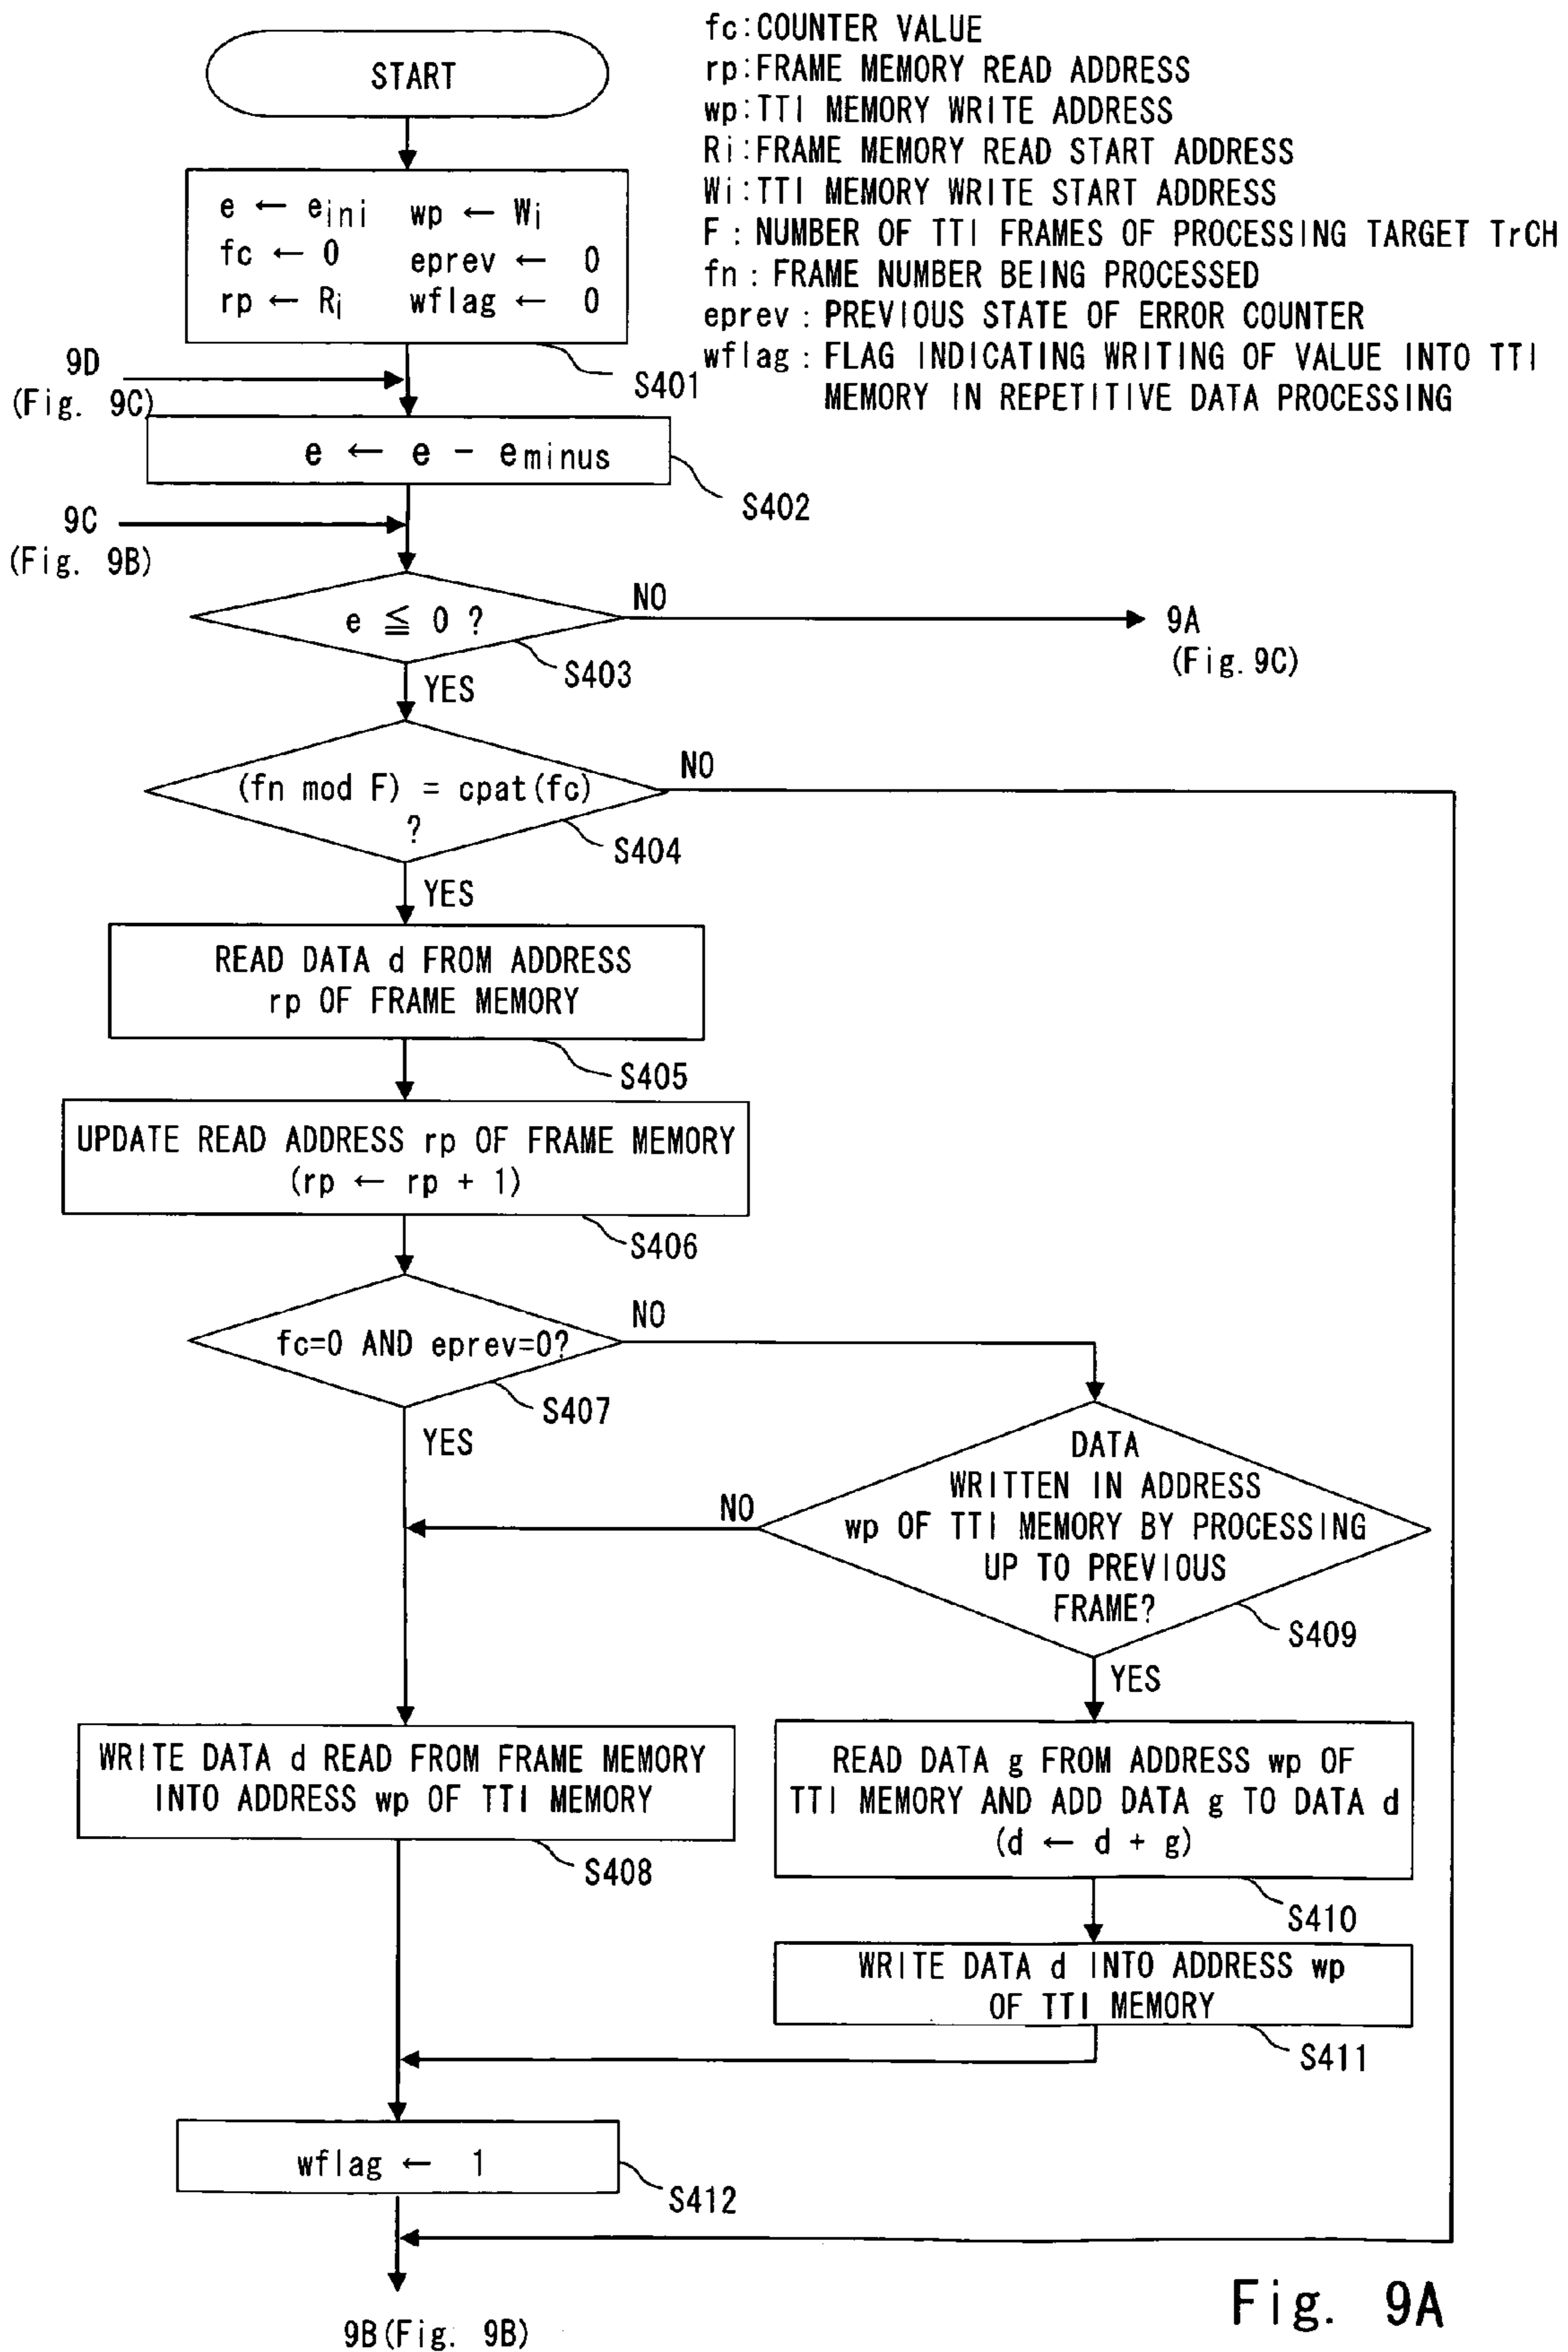 fc:COUNTER VALUE
rp:FRAME MEMORY READ ADDRESS
wp:TTI MEMORY WRITE ADDRESS
Ri:FRAME MEMORY READ START ADDRESS
Wi:TTI MEMORY WRITE START ADDRESS
F: NUMBER OF TTI FRAMES OF PROCESSING TARGET TrCH
fn: FRAME NUMBER BEING PROCESSED
eprev: PREVIOUS STATE OF ERROR COUNTER
wflag: FLAG INDICATING WRITING OF VALUE INTO TTI
MEMORY IN REPETITIVE DATA PROCESSING
START
e ← eini wp ← Wi
fc ← 0 eprev ← 0
rp ← Ri wflag ← 0
S401
9D
(Fig. 9C)
e ← e - eminus
S402
9C
(Fig. 9B)
e ≦ 0 ?
NO
9A
(Fig. 9C)
S403
YES
(fn mod F) = cpat(fc)
?
NO
S404
YES
READ DATA d FROM ADDRESS
rp OF FRAME MEMORY
S405
UPDATE READ ADDRESS rp OF FRAME MEMORY
(rp ← rp + 1)
S406
fc=0 AND eprev=0?
NO
S407
YES
DATA
WRITTEN IN ADDRESS
wp OF TTI MEMORY BY PROCESSING
UP TO PREVIOUS
FRAME?
NO
S409
YES
WRITE DATA d READ FROM FRAME MEMORY
INTO ADDRESS wp OF TTI MEMORY
S408
READ DATA g FROM ADDRESS wp OF
TTI MEMORY AND ADD DATA g TO DATA d
(d ← d + g)
S410
WRITE DATA d INTO ADDRESS wp
OF TTI MEMORY
S411
wflag ← 1
S412
9B(Fig. 9B)
Fig. 9A